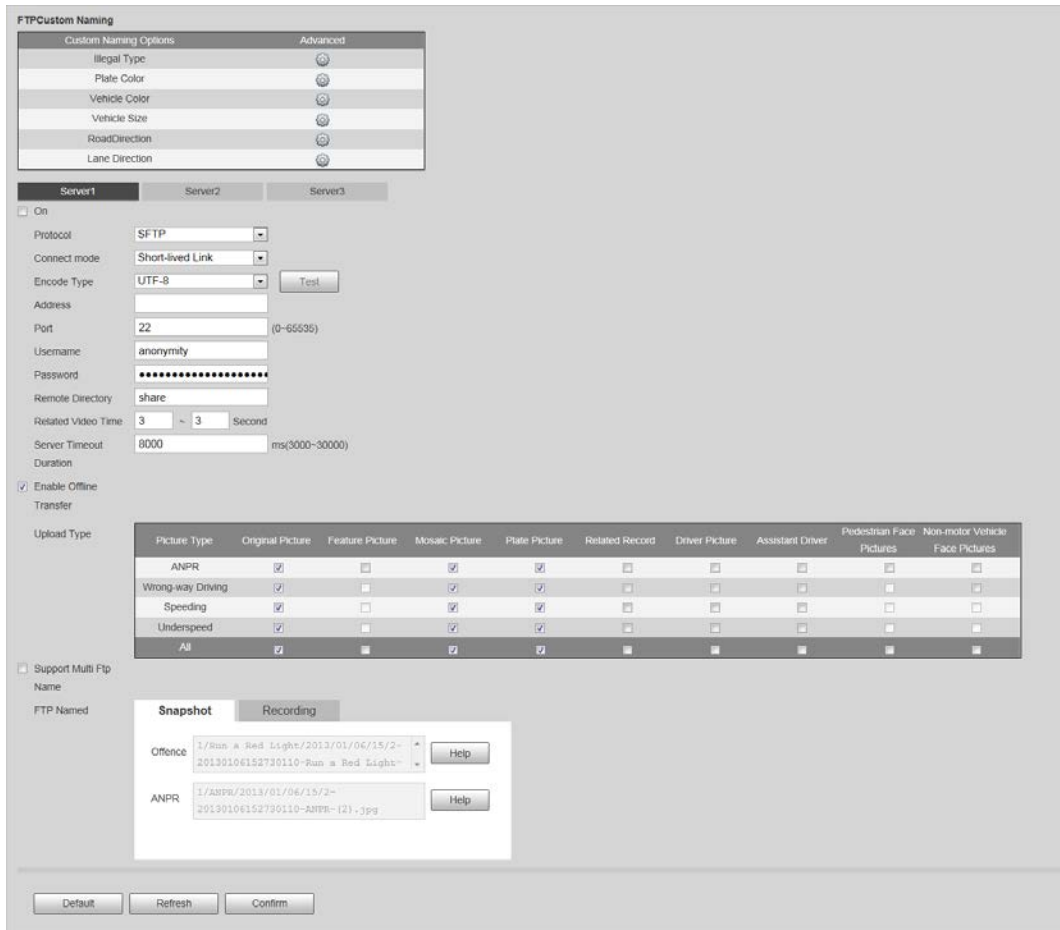 FTPCustom Naming
Custom Naming Options Advanced
Illegal Type
Plate Color
Vehicle Color
Vehicle Size
RoadDirection
Lane Direction
Server1 Server2 Server3
On
Protocol SFTP
Connect mode Short-lived Link
Encode Type UTF-8 Test
Address
Port 22 (0~65535)
Username anonymity
Password ••••••••••••••••••••
Remote Directory share
Related Video Time 3 ~ 3 Second
Server Timeout 8000 ms(3000~30000)
Duration
Enable Offline
Transfer
Upload Type
Picture Type Original Picture Feature Picture Mosaic Picture Plate Picture Related Record Driver Picture Assistant Driver Pedestrian Face Pictures Non-motor Vehicle Face Pictures
ANPR
Wrong-way Driving
Speeding
Underspeed
All
Support Multi Ftp
Name
FTP Named Snapshot Recording
Offence 1/Run a Red Light/2013/01/06/15/2-
20130106152730110-Run a Red Light- Help
ANPR 1/ANPR/2013/01/06/15/2-
20130106152730110-ANPR-(2).jpg Help
Default Refresh Confirm